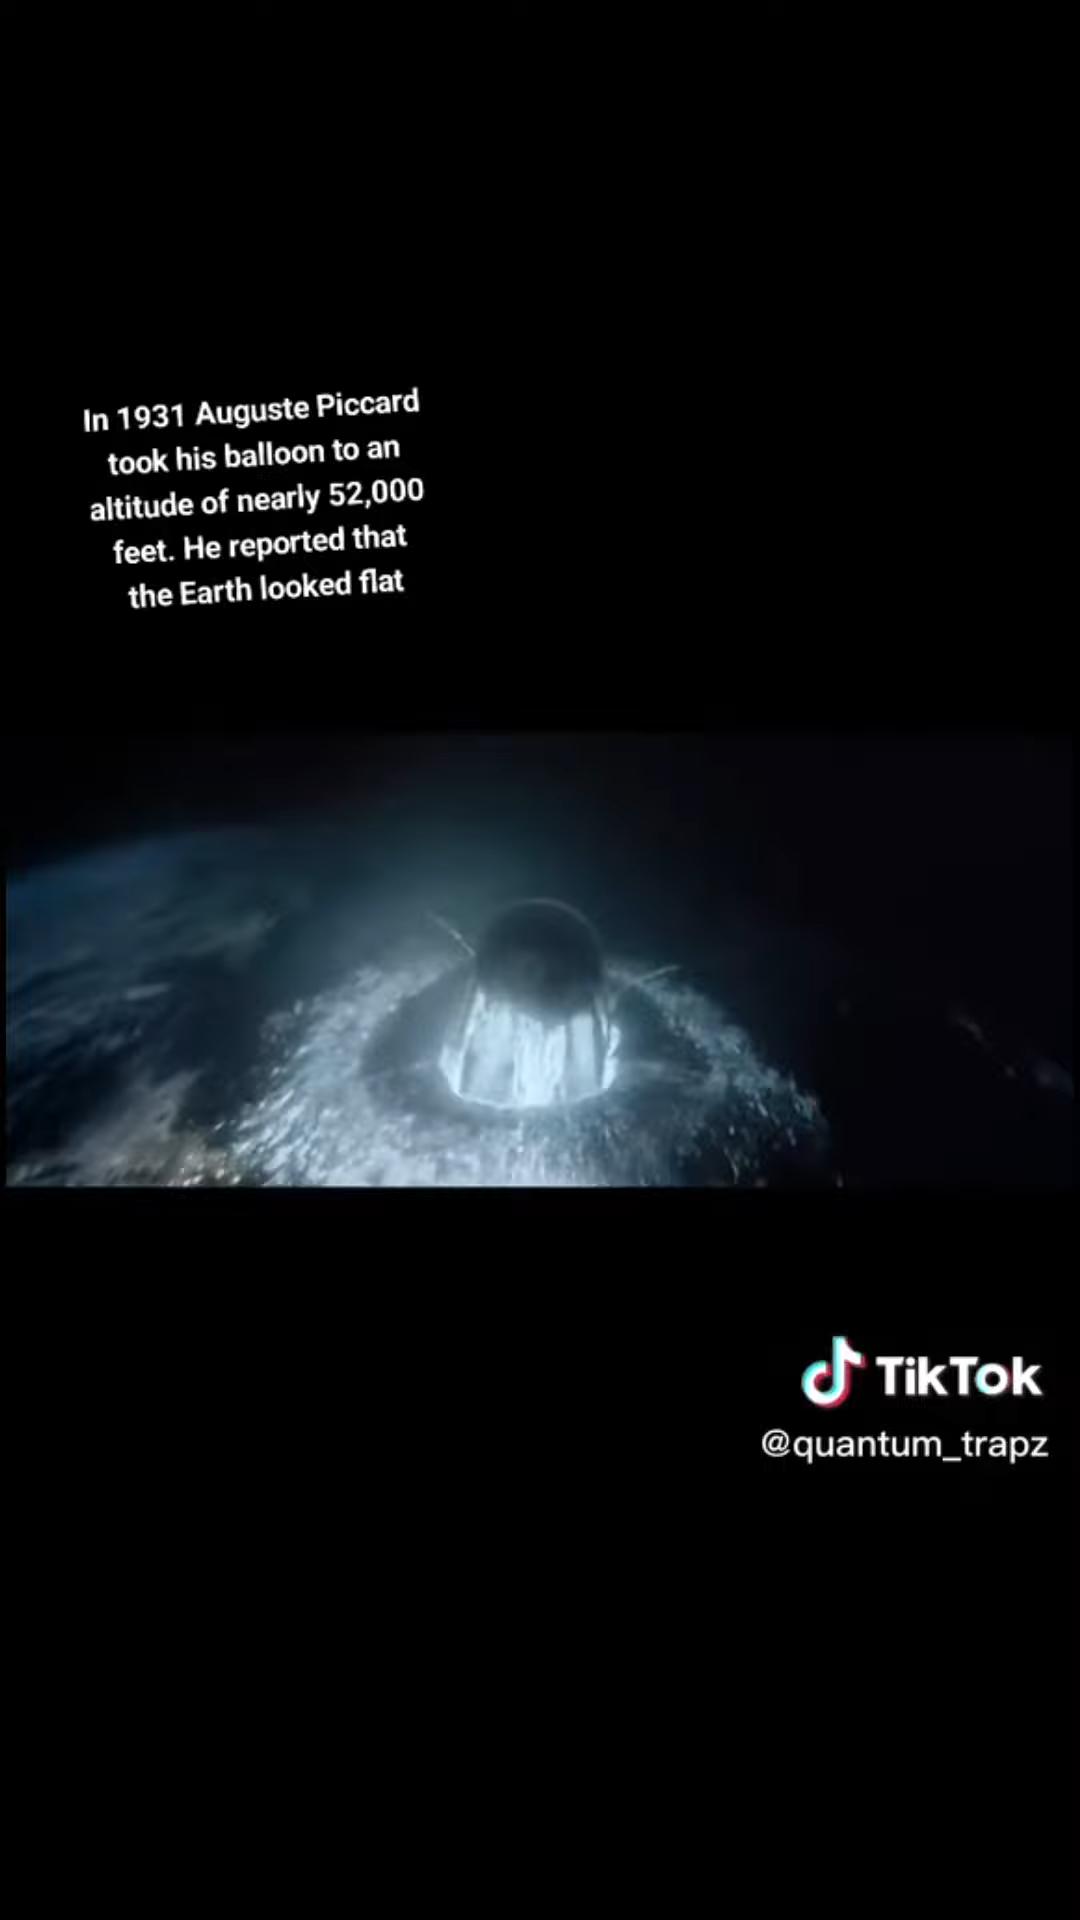 In 1931 Auguste Piccard
took his balloon to an
altitude of nearly 52,000
feet. He reported that
the Earth looked flat
TikTok
@quantum_trapz